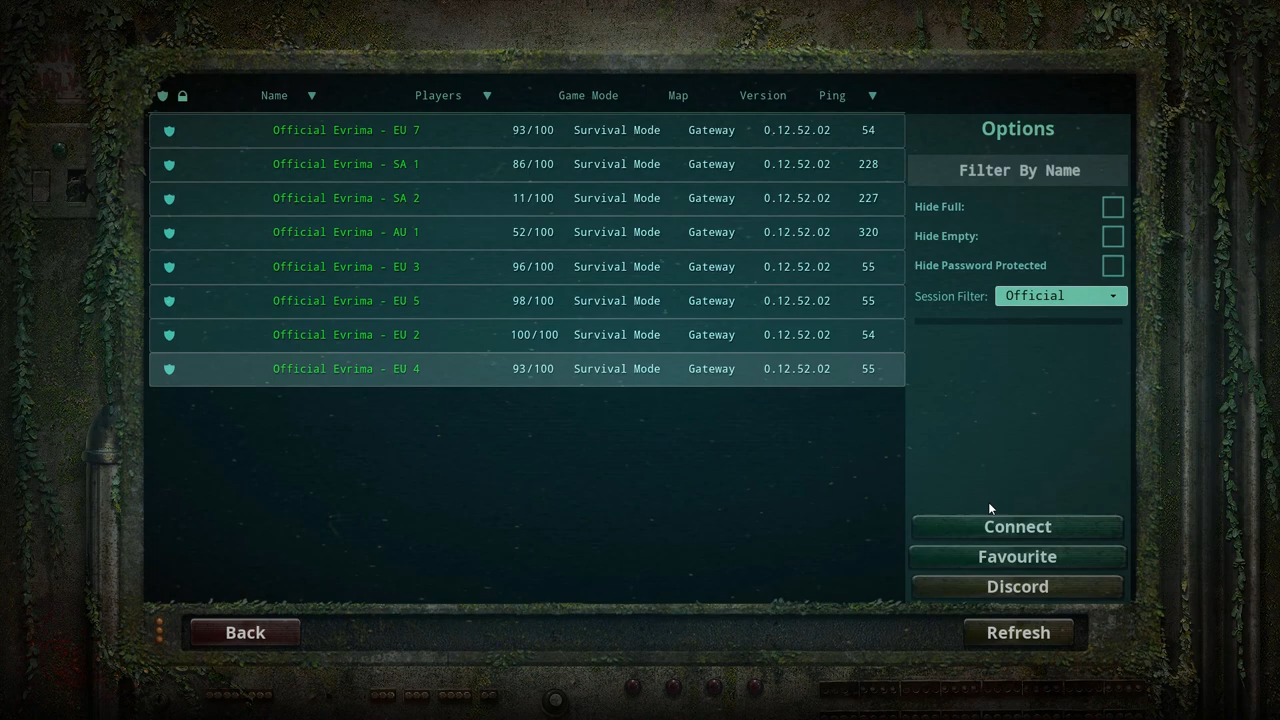 Name ▼ Players ▼ Game Mode Map Version Ping ▼
Official Evrima - EU 7 93/100 Survival Mode Gateway 0.12.52.02 54
Official Evrima - SA 1 86/100 Survival Mode Gateway 0.12.52.02 228
Official Evrima - SA 2 11/100 Survival Mode Gateway 0.12.52.02 227
Official Evrima - AU 1 52/100 Survival Mode Gateway 0.12.52.02 320
Official Evrima - EU 3 96/100 Survival Mode Gateway 0.12.52.02 55
Official Evrima - EU 5 98/100 Survival Mode Gateway 0.12.52.02 55
Official Evrima - EU 2 100/100 Survival Mode Gateway 0.12.52.02 54
Official Evrima - EU 4 93/100 Survival Mode Gateway 0.12.52.02 55
Options
Filter By Name
Hide Full:
Hide Empty:
Hide Password Protected
Session Filter: Official
Connect
Favourite
Discord
Back
Refresh